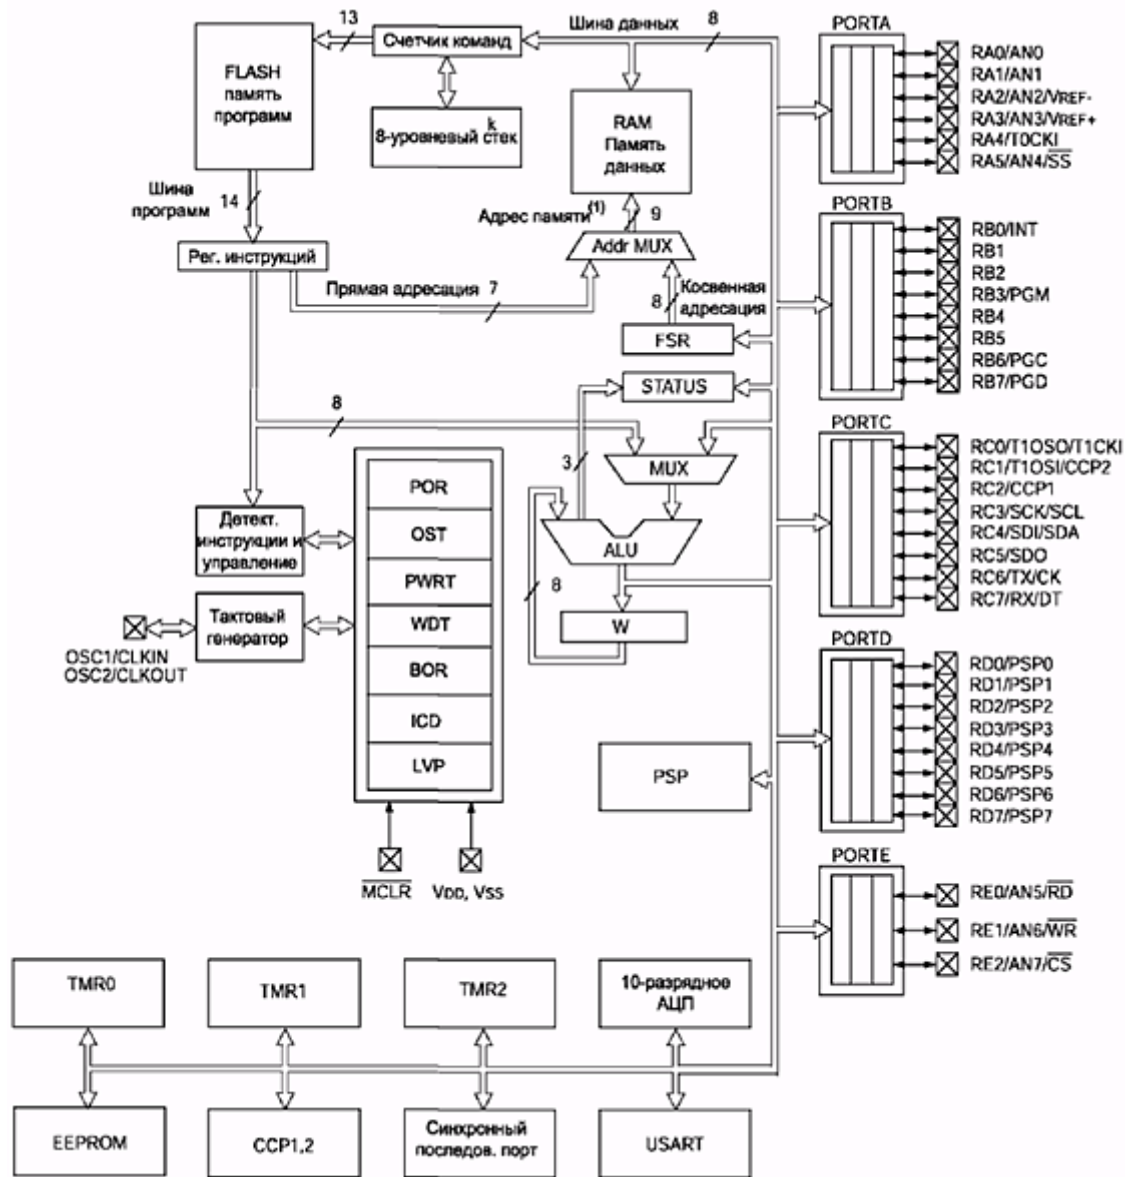 13
Шина данных
8
Счетчик команд
FLASH
память
программ
k
8-уровневый стек
RAM
Память
данных
Шина
программ
14
Адрес памяти(1)
9
Addr MUX
Рег. инструкций
Прямая адресация
7
8
Косвенная
адресация
FSR
STATUS
8
3
MUX
ALU
8
W
Детект.
инструкции и
управление
Тактовый
генератор
OSC1/CLKIN
OSC2/CLKOUT
POR
OST
PWRT
WDT
BOR
ICD
LVP
MCLR
VDD, VSS
PSP
PORTA
RA0/AN0
RA1/AN1
RA2/AN2/VREF-
RA3/AN3/VREF+
RA4/T0CKI
RA5/AN4/SS
PORTB
RB0/INT
RB1
RB2
RB3/PGM
RB4
RB5
RB6/PGC
RB7/PGD
PORTC
RC0/T1OSO/T1CKI
RC1/T1OSI/CCP2
RC2/CCP1
RC3/SCK/SCL
RC4/SDI/SDA
RC5/SDO
RC6/TX/CK
RC7/RX/DT
PORTD
RD0/PSP0
RD1/PSP1
RD2/PSP2
RD3/PSP3
RD4/PSP4
RD5/PSP5
RD6/PSP6
RD7/PSP7
PORTE
RE0/AN5/RD
RE1/AN6/WR
RE2/AN7/CS
TMR0
TMR1
TMR2
10-разрядное
АЦП
EEPROM
CCP1,2
Синхронный
последов. порт
USART